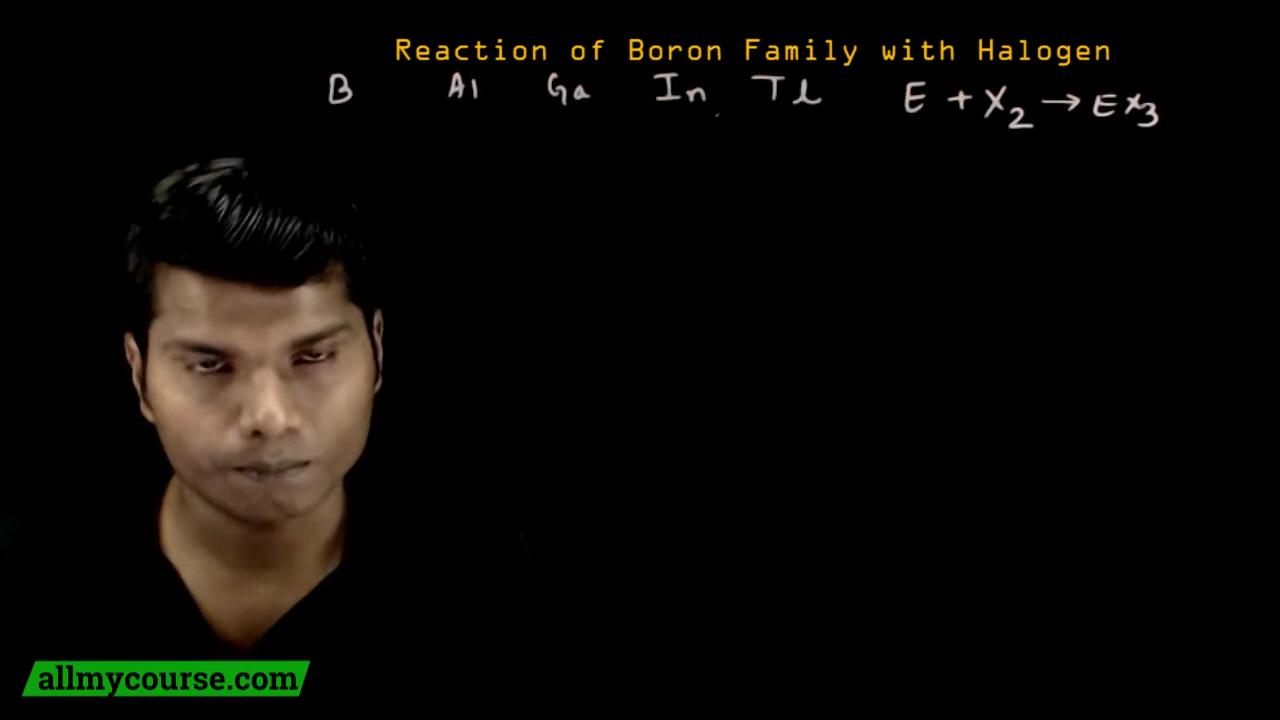 Reaction of Boron Family with Halogen
B Al Ga In Tl E + X2 → EX3
allmycourse.com